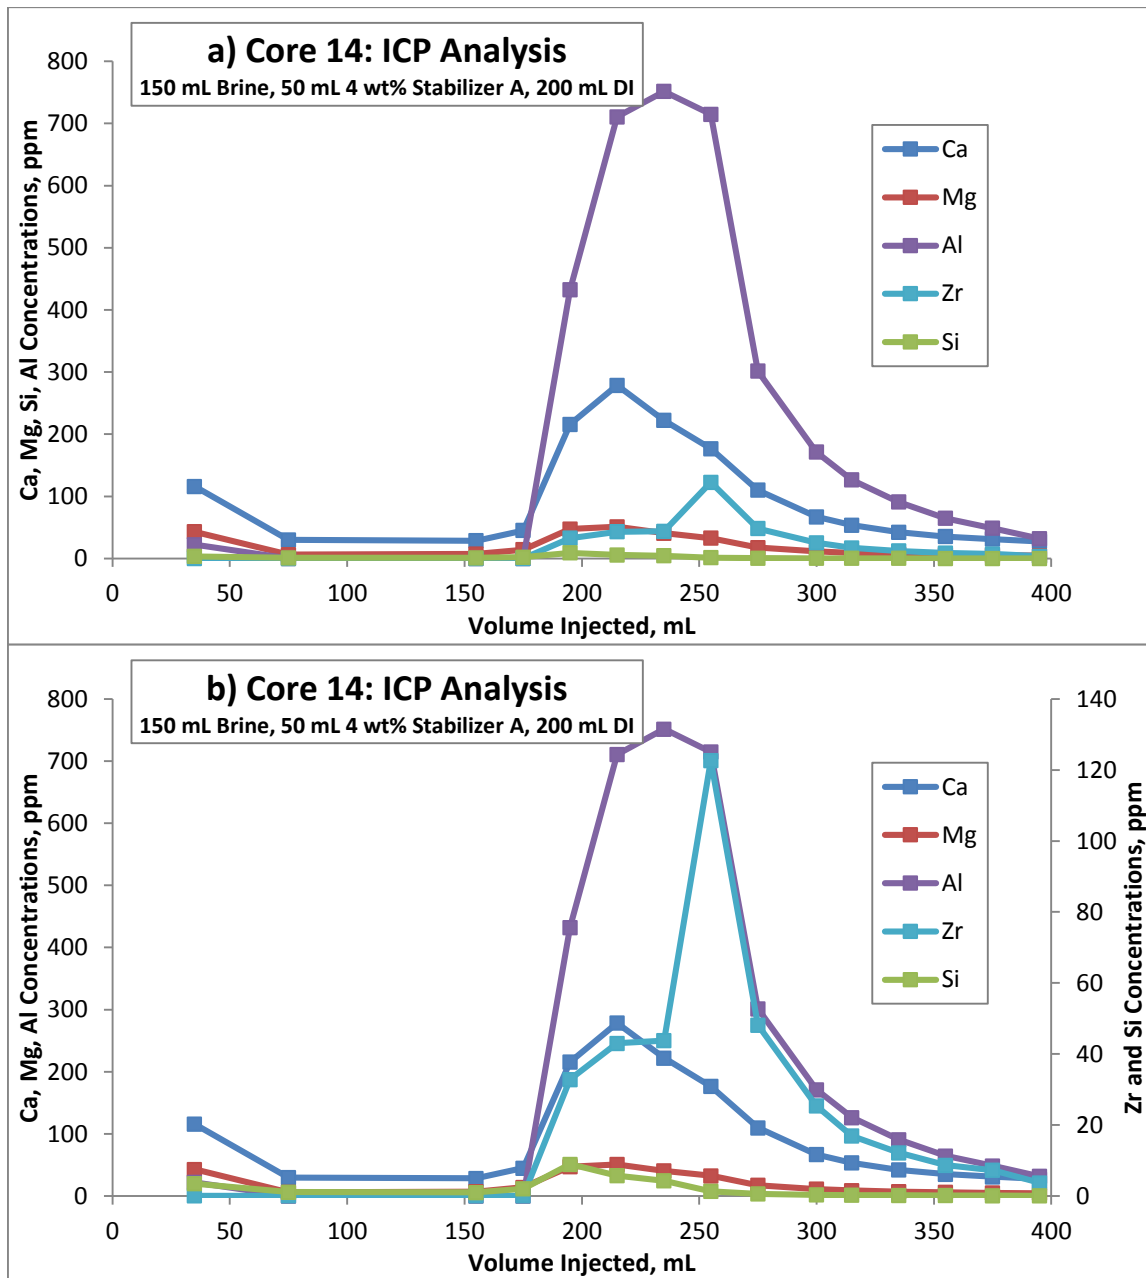 a) Core 14: ICP Analysis
150 mL Brine, 50 mL 4 wt% Stabilizer A, 200 mL DI
Ca, Mg, Si, Al Concentrations, ppm
800
700
600
500
400
300
200
100
0
Ca
Mg
Al
Zr
Si
0 50 100 150 200 250 300 350 400
Volume Injected, mL
b) Core 14: ICP Analysis
150 mL Brine, 50 mL 4 wt% Stabilizer A, 200 mL DI
Ca, Mg, Al Concentrations, ppm
800
700
600
500
400
300
200
100
0
Ca
Mg
Al
Zr
Si
140
120
100
80
60
40
20
0
Zr and Si Concentrations, ppm
0 50 100 150 200 250 300 350 400
Volume Injected, mL